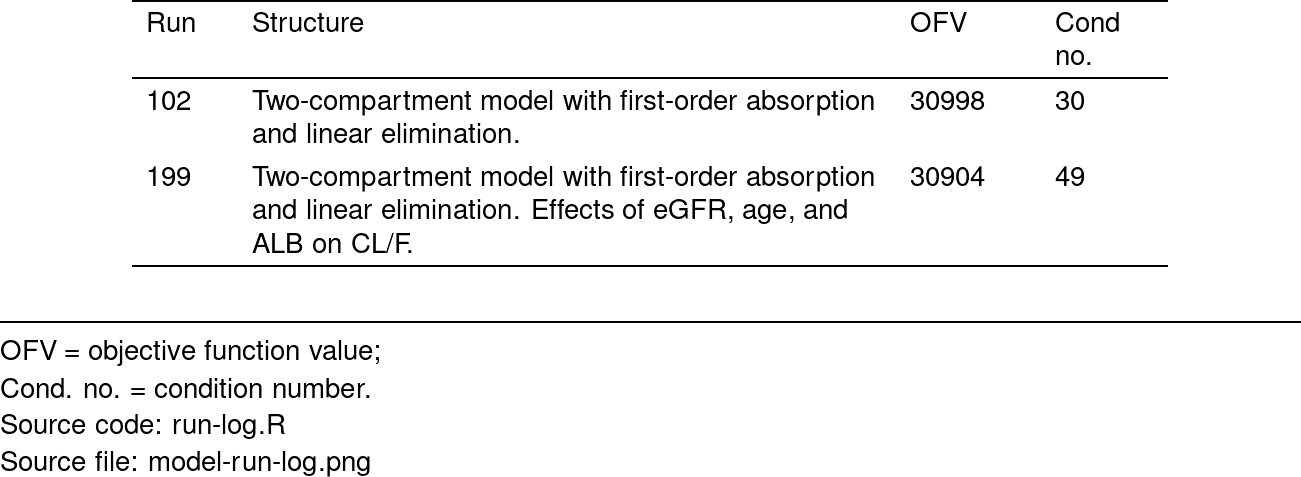 Run Structure OFV Cond
no.
102 Two-compartment model with first-order absorption 30998 30
and linear elimination.
199 Two-compartment model with first-order absorption 30904 49
and linear elimination. Effects of eGFR, age, and
ALB on CL/F.
OFV = objective function value;
Cond. no. = condition number.
Source code: run-log.R
Source file: model-run-log.png